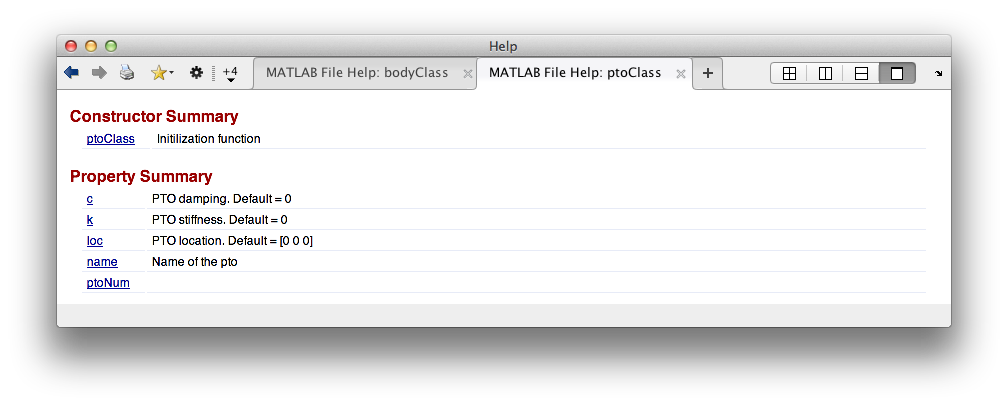 Help
+4
MATLAB File Help: bodyClass
MATLAB File Help: ptoClass
+
Constructor Summary
ptoClass Initilization function
Property Summary
c PTO damping. Default = 0
k PTO stiffness. Default = 0
loc PTO location. Default = [0 0 0]
name Name of the pto
ptoNum